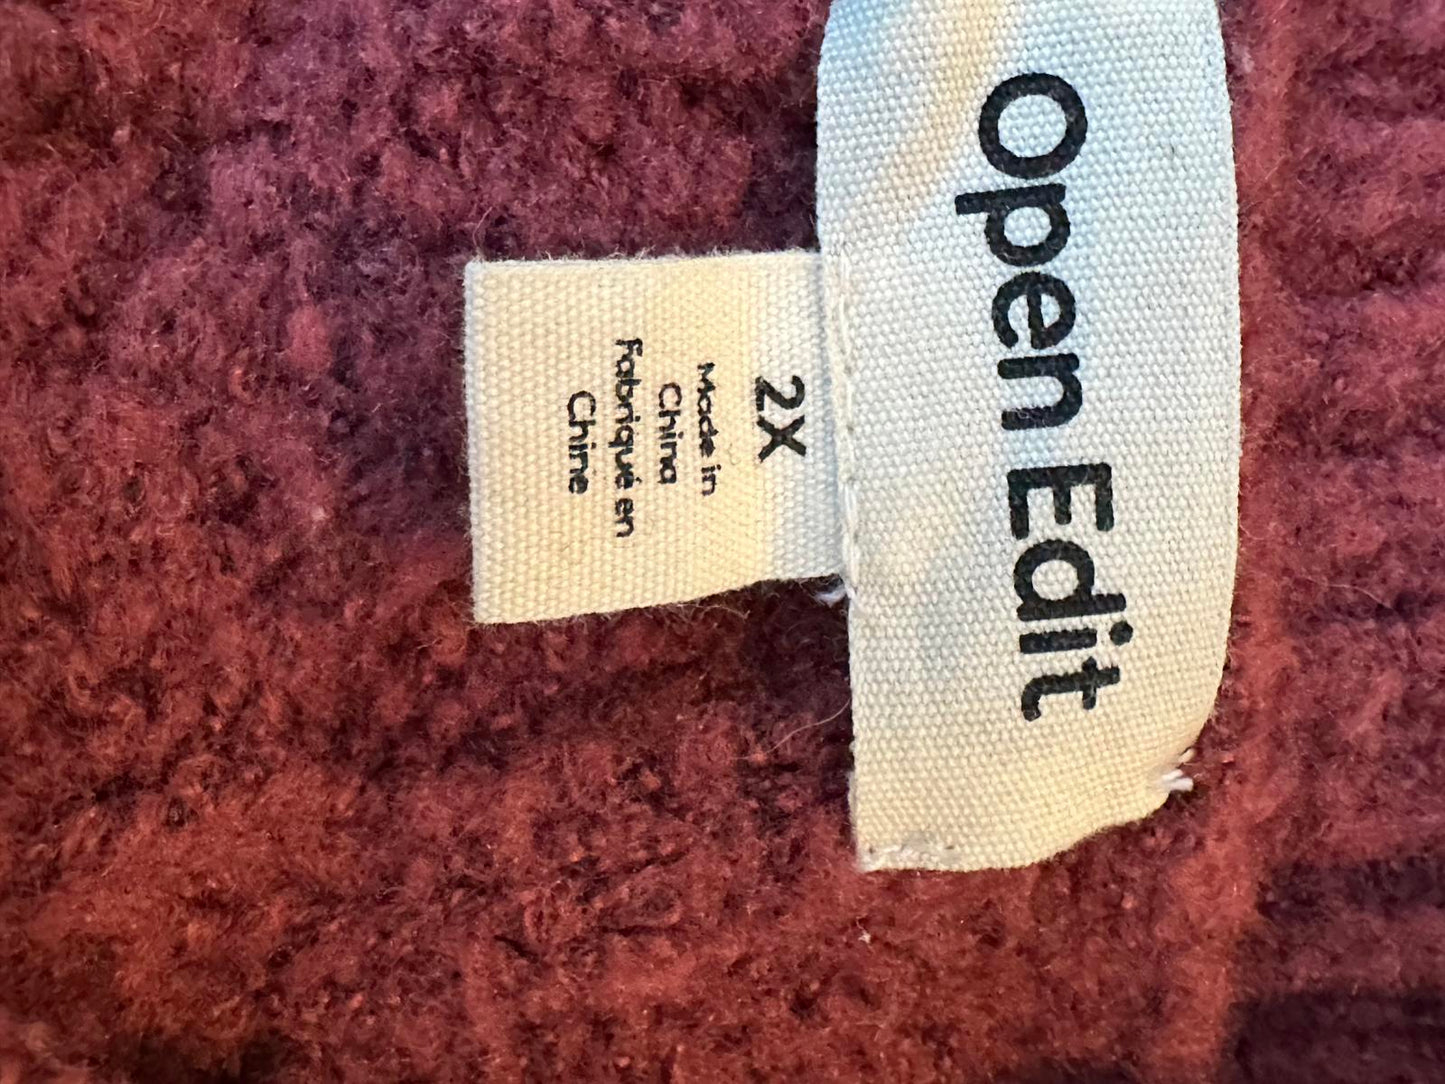 Open Edit
2X
Made in
China
Fabriqué en
Chine